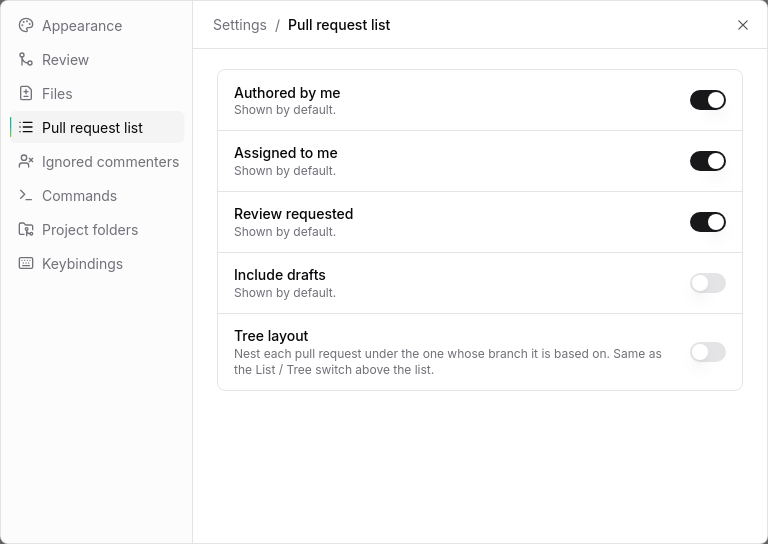 Appearance
Review
Files
Pull request list
Ignored commenters
Commands
Project folders
Keybindings
Settings / Pull request list
Authored by me
Shown by default.
Assigned to me
Shown by default.
Review requested
Shown by default.
Include drafts
Shown by default.
Tree layout
Nest each pull request under the one whose branch it is based on. Same as
the List / Tree switch above the list.